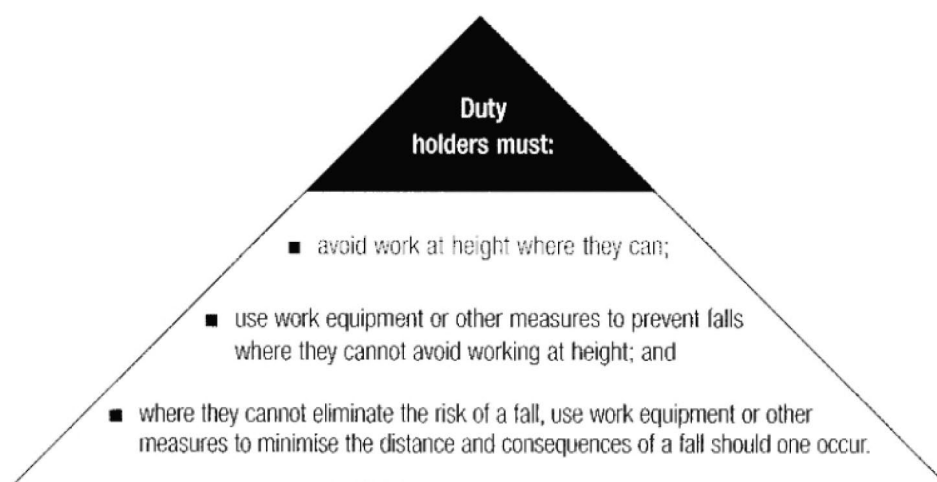 Duty
holders must:
■ avoid work at height where they can;
■ use work equipment or other measures to prevent falls
where they cannot avoid working at height; and
■ where they cannot eliminate the risk of a fall, use work equipment or other
measures to minimise the distance and consequences of a fall should one occur.